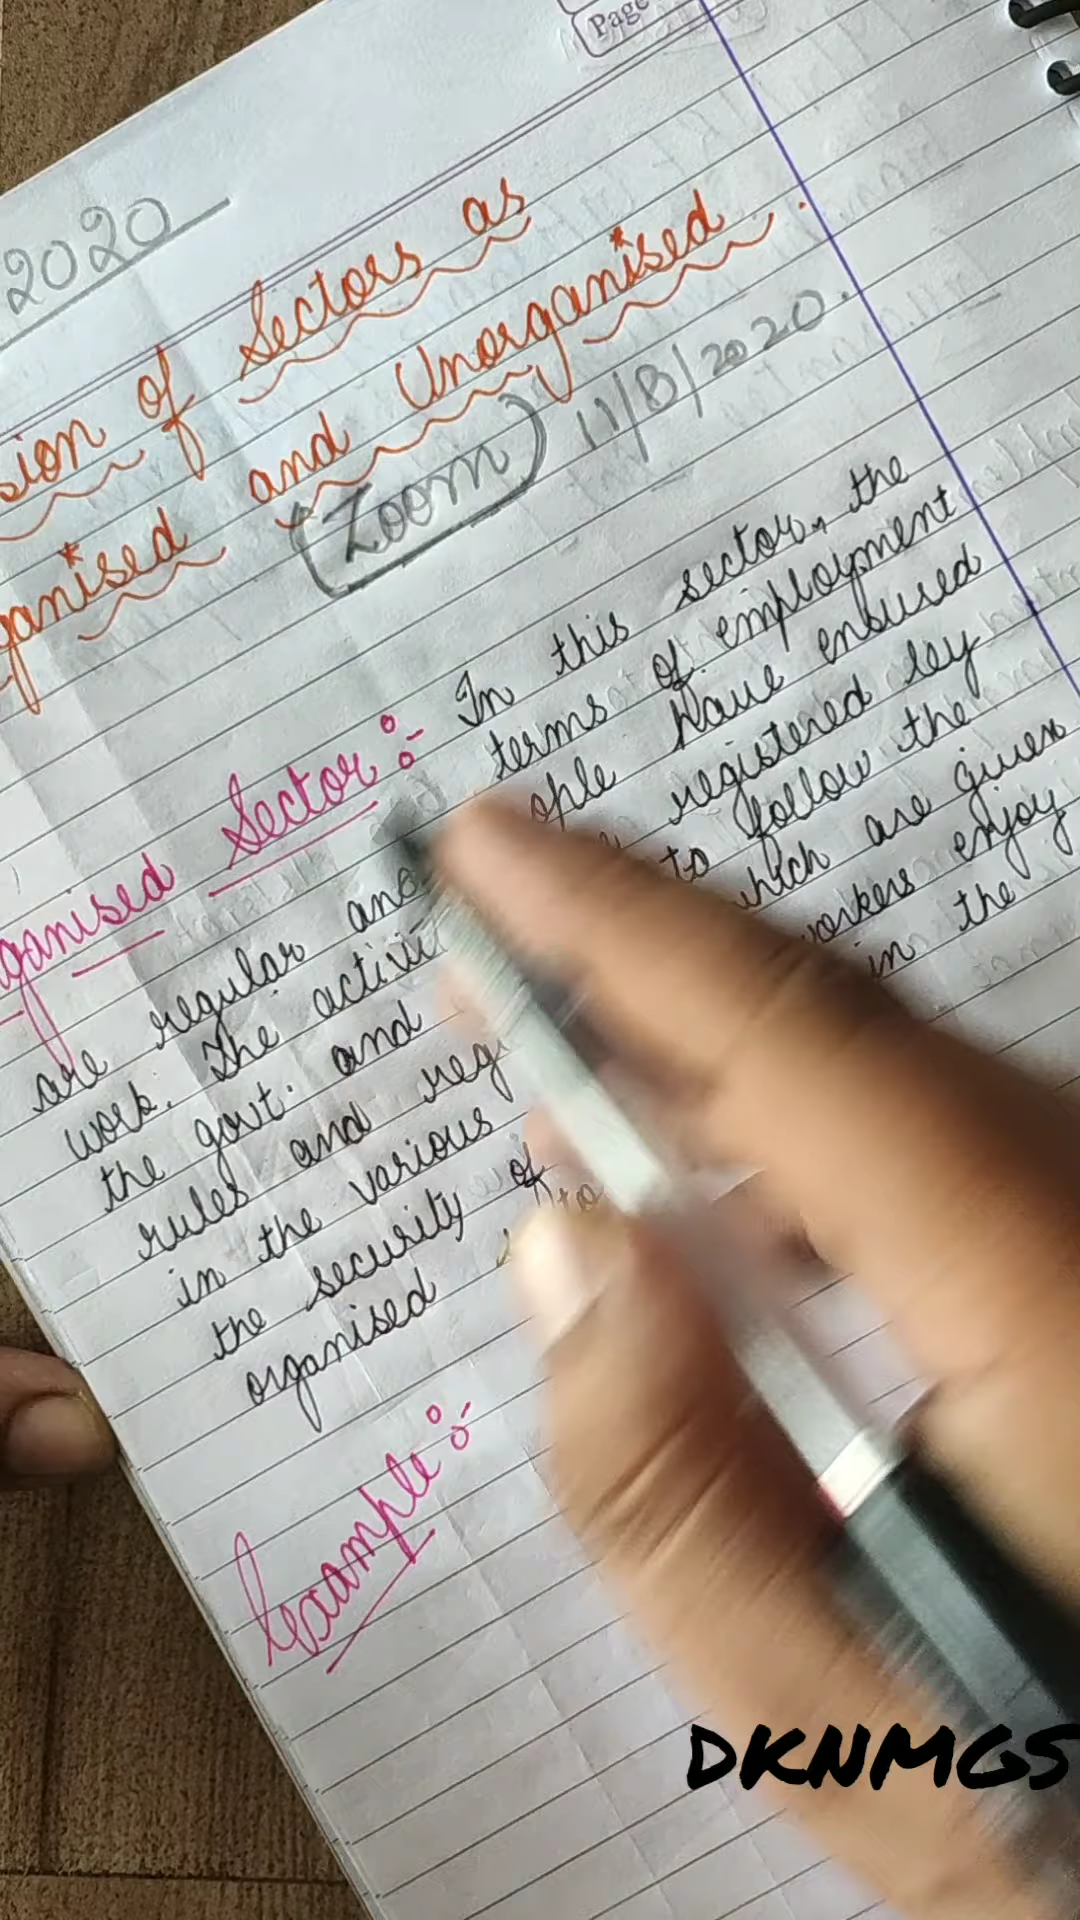 Page
2020
sion of Sectors as
ganised and Unorganised.
(Zoom) 11/8/2020.
ganised Sector :- In this sector, the
terms of employment
are regular and ople have ensured
work. The activi registered by
the govt. and to follow the
rules and reg which are given
in the various workers enjoy
the security of in the
organised
Example :-
DKNMGS